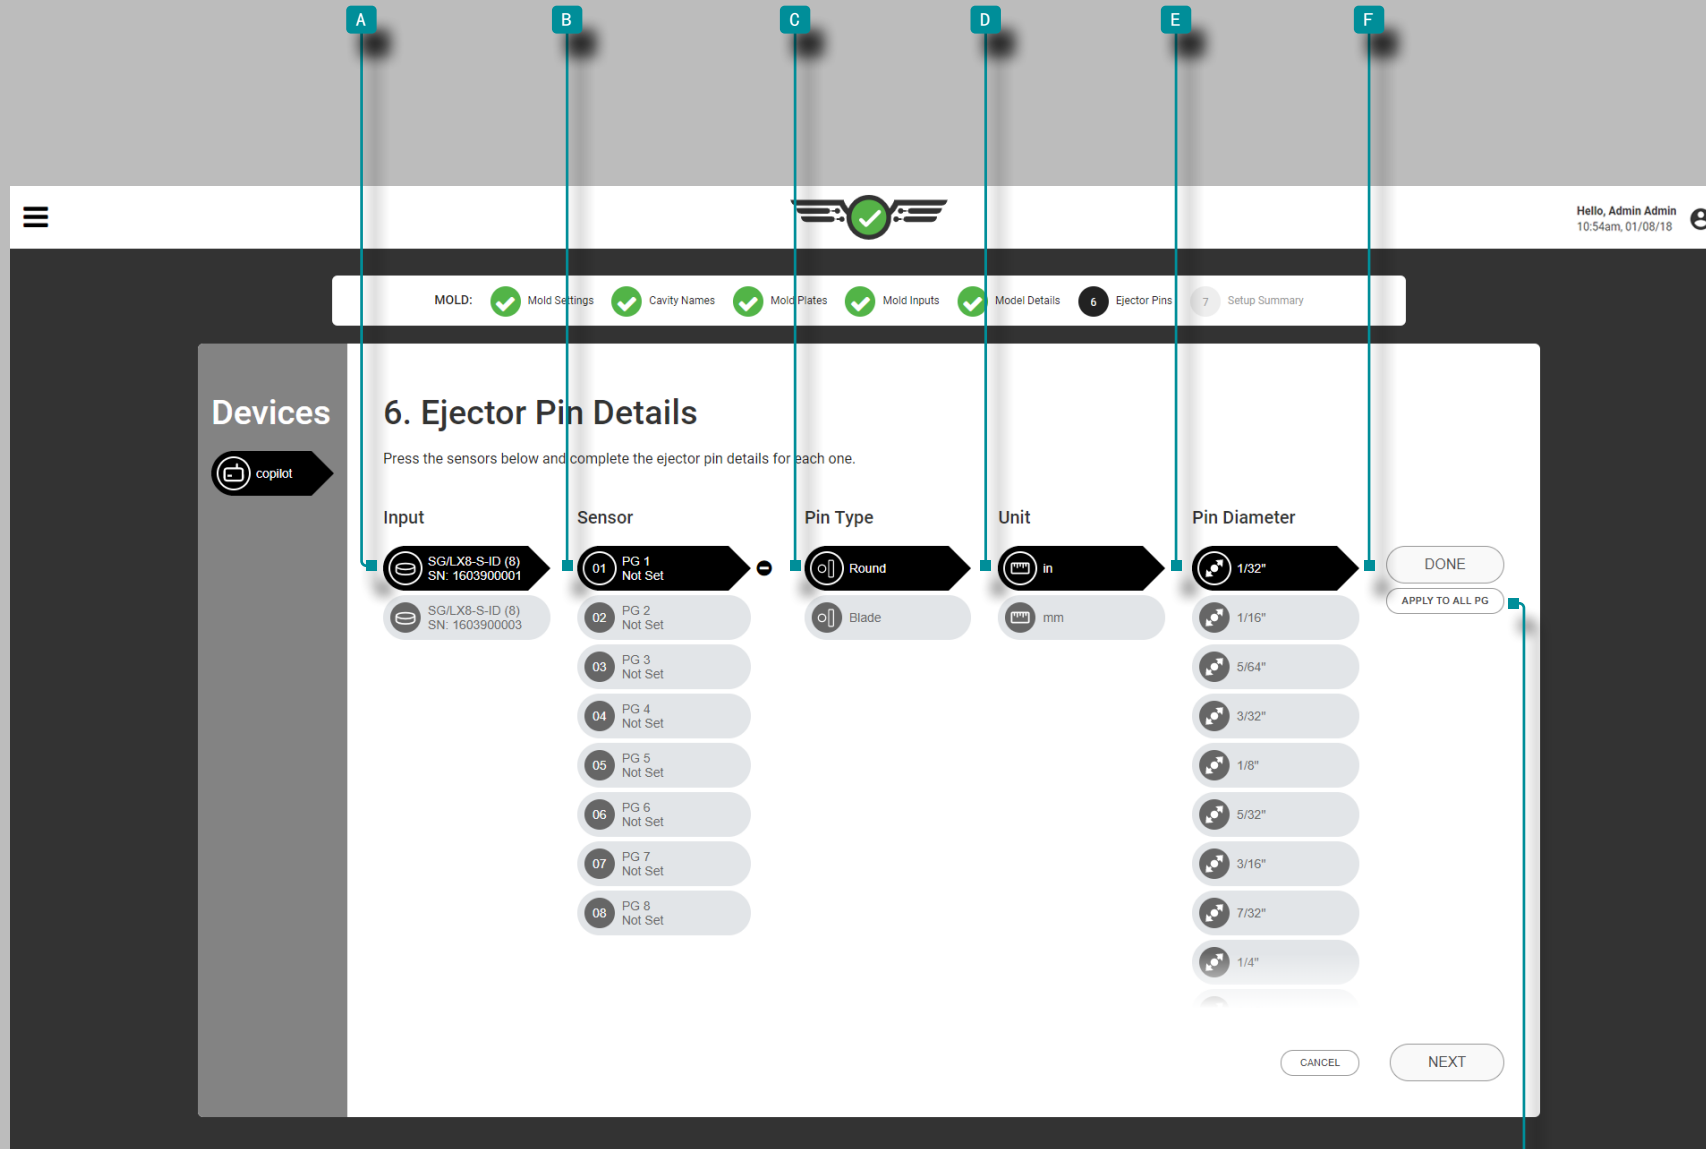 A B C D E F
Hello, Admin Admin
10:54am, 01/08/18
MOLD: Mold Settings Cavity Names Mold Plates Mold Inputs Model Details 6 Ejector Pins 7 Setup Summary
Devices
copilot
6. Ejector Pin Details
Press the sensors below and complete the ejector pin details for each one.
Input
SG/LX8-S-ID (8)
SN: 1603900001
SG/LX8-S-ID (8)
SN: 1603900003
Sensor
01 PG 1
Not Set
02 PG 2
Not Set
03 PG 3
Not Set
04 PG 4
Not Set
05 PG 5
Not Set
06 PG 6
Not Set
07 PG 7
Not Set
08 PG 8
Not Set
Pin Type
Round
Blade
Unit
in
mm
Pin Diameter
1/32"
1/16"
5/64"
3/32"
1/8"
5/32"
3/16"
7/32"
1/4"
DONE
APPLY TO ALL PG
CANCEL
NEXT